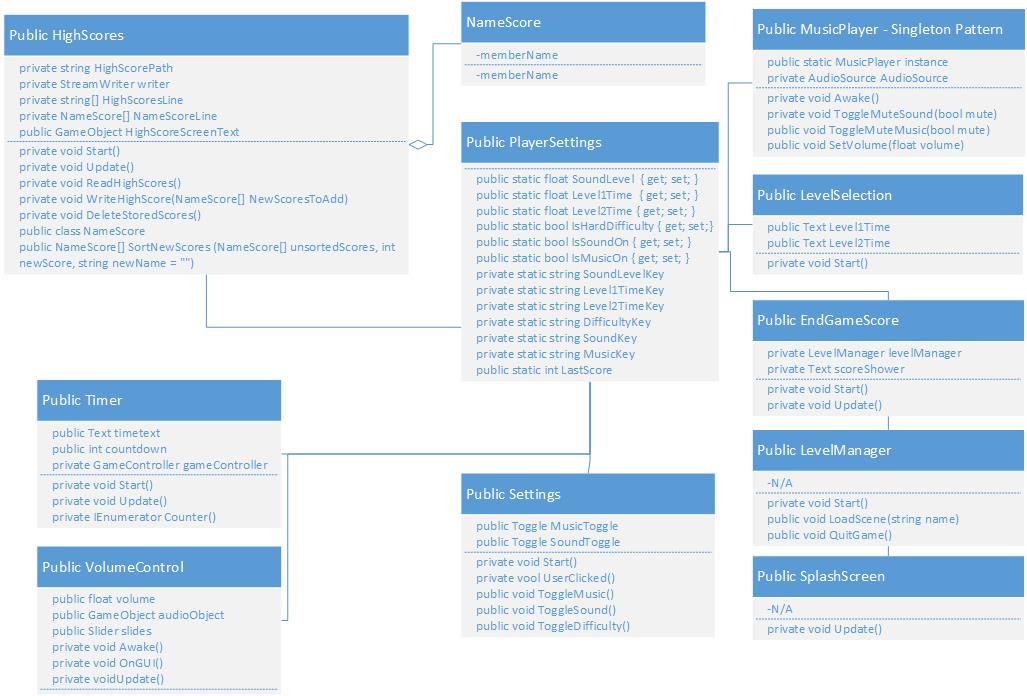 Public HighScores
private string HighScorePath
private StreamWriter writer
private string[] HighScoresLine
private NameScore[] NameScoreLine
public GameObject HighScoreScreenText
private void Start()
private void Update()
private void ReadHighScores()
private void WriteHighScore(NameScore[] NewScoresToAdd)
private void DeleteStoredScores()
public class NameScore
public NameScore[] SortNewScores (NameScore[] unsortedScores, int
newScore, string newName = "")
NameScore
-memberName
-memberName
Public PlayerSettings
public static float SoundLevel { get; set; }
public static float Level1Time { get; set; }
public static float Level2Time { get; set; }
public static bool IsHardDifficulty { get; set;}
public static bool IsSoundOn { get; set; }
public static bool IsMusicOn { get; set; }
private static string SoundLevelKey
private static string Level1TimeKey
private static string Level2TimeKey
private static string DifficultyKey
private static string SoundKey
private static string MusicKey
public static int LastScore
Public MusicPlayer - Singleton Pattern
public static MusicPlayer instance
private AudioSource AudioSource
private void Awake()
private void ToggleMuteSound(bool mute)
public void ToggleMuteMusic(bool mute)
public void SetVolume(float volume)
Public LevelSelection
public Text Level1Time
public Text Level2Time
private void Start()
Public EndGameScore
private LevelManager levelManager
private Text scoreShower
private void Start()
private void Update()
Public LevelManager
-N/A
private void Start()
public void LoadScene(string name)
public void QuitGame()
Public SplashScreen
-N/A
private void Update()
Public Timer
public Text timetext
public int countdown
private GameController gameController
private void Start()
private void Update()
private IEnumerator Counter()
Public VolumeControl
public float volume
public GameObject audioObject
public Slider slides
private void Awake()
private void OnGUI()
private voidUpdate()
Public Settings
public Toggle MusicToggle
public Toggle SoundToggle
private void Start()
private vool UserClicked()
public void ToggleMusic()
public void ToggleSound()
public void ToggleDifficulty()